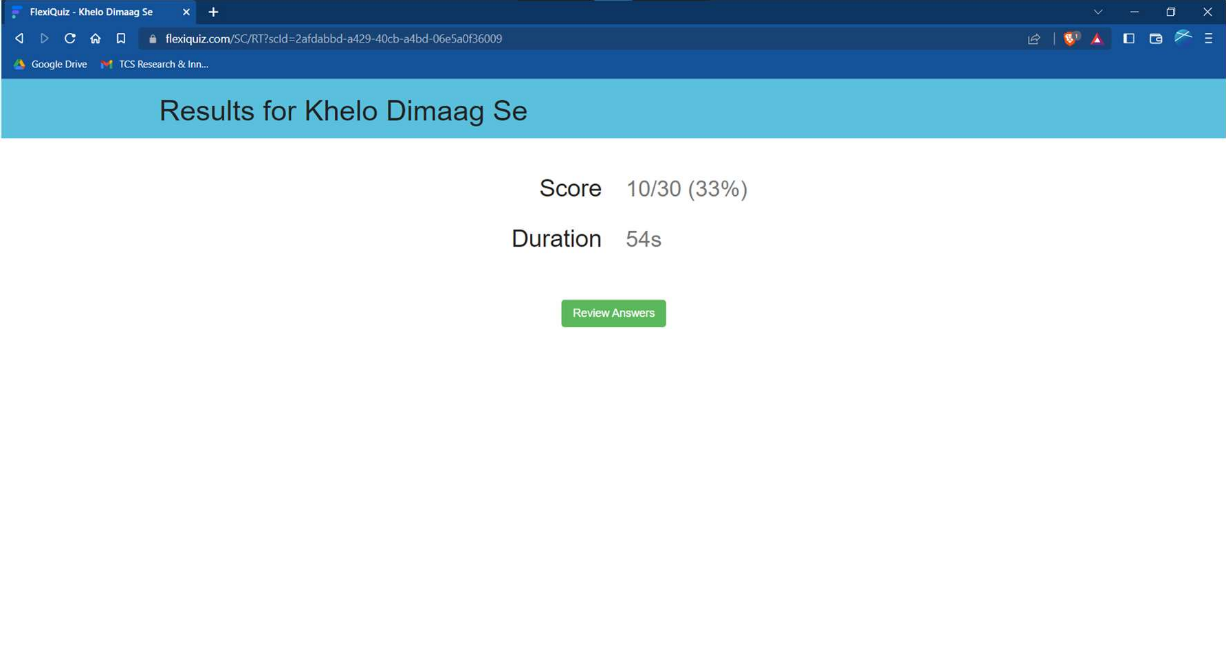 FlexiQuiz - Khelo Dimaag Se
flexiquiz.com/SC/RT?scId=2afdabbd-a429-40cb-a4bd-06e5a0f36009
Google Drive TCS Research & Inn...
Results for Khelo Dimaag Se
Score 10/30 (33%)
Duration 54s
Review Answers